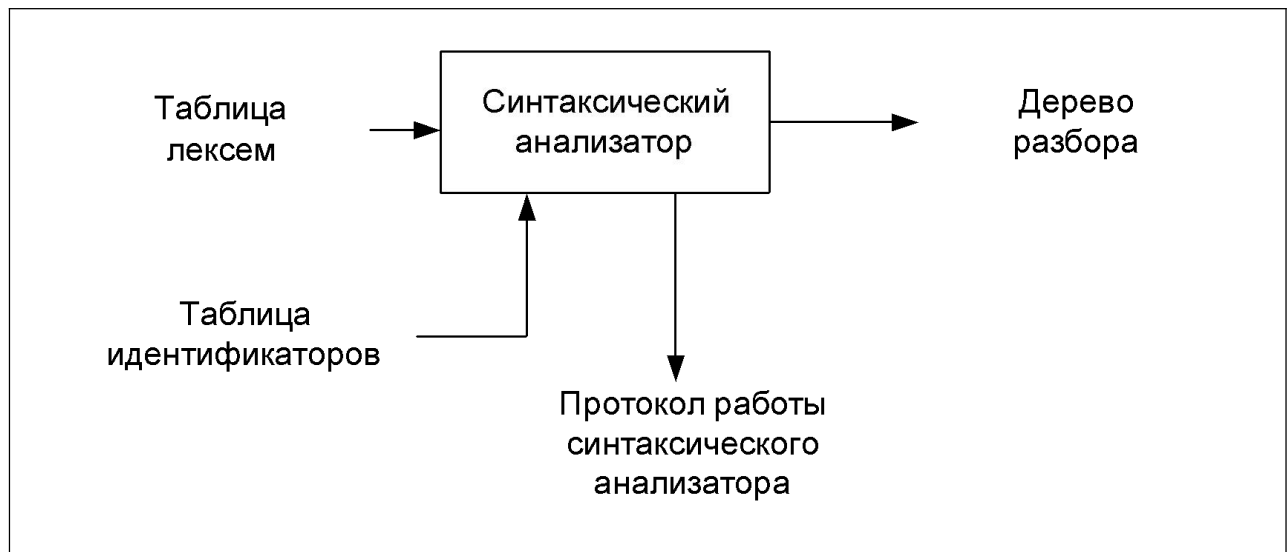 Таблица
лексем
Синтаксический
анализатор
Дерево
разбора
Таблица
идентификаторов
Протокол работы
синтаксического
анализатора